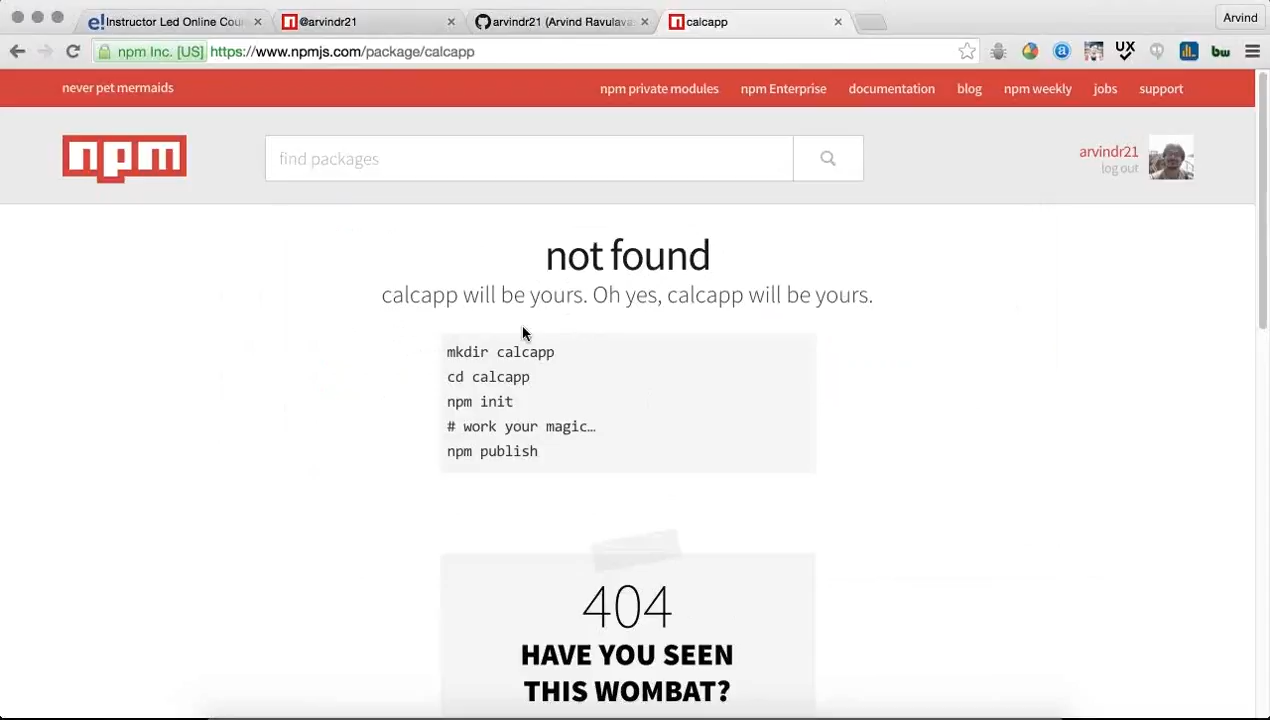 e! Instructor Led Online Cou
@arvindr21
arvindr21 (Arvind Ravulavar
calcapp
Arvind
npm Inc. [US] https://www.npmjs.com/package/calcapp
UX
bw
never pet mermaids
npm private modules
npm Enterprise
documentation
blog
npm weekly
jobs
support
npm
find packages
arvindr21
log out
not found
calcapp will be yours. Oh yes, calcapp will be yours.
mkdir calcapp
cd calcapp
npm init
# work your magic…
npm publish
404
HAVE YOU SEEN
THIS WOMBAT?